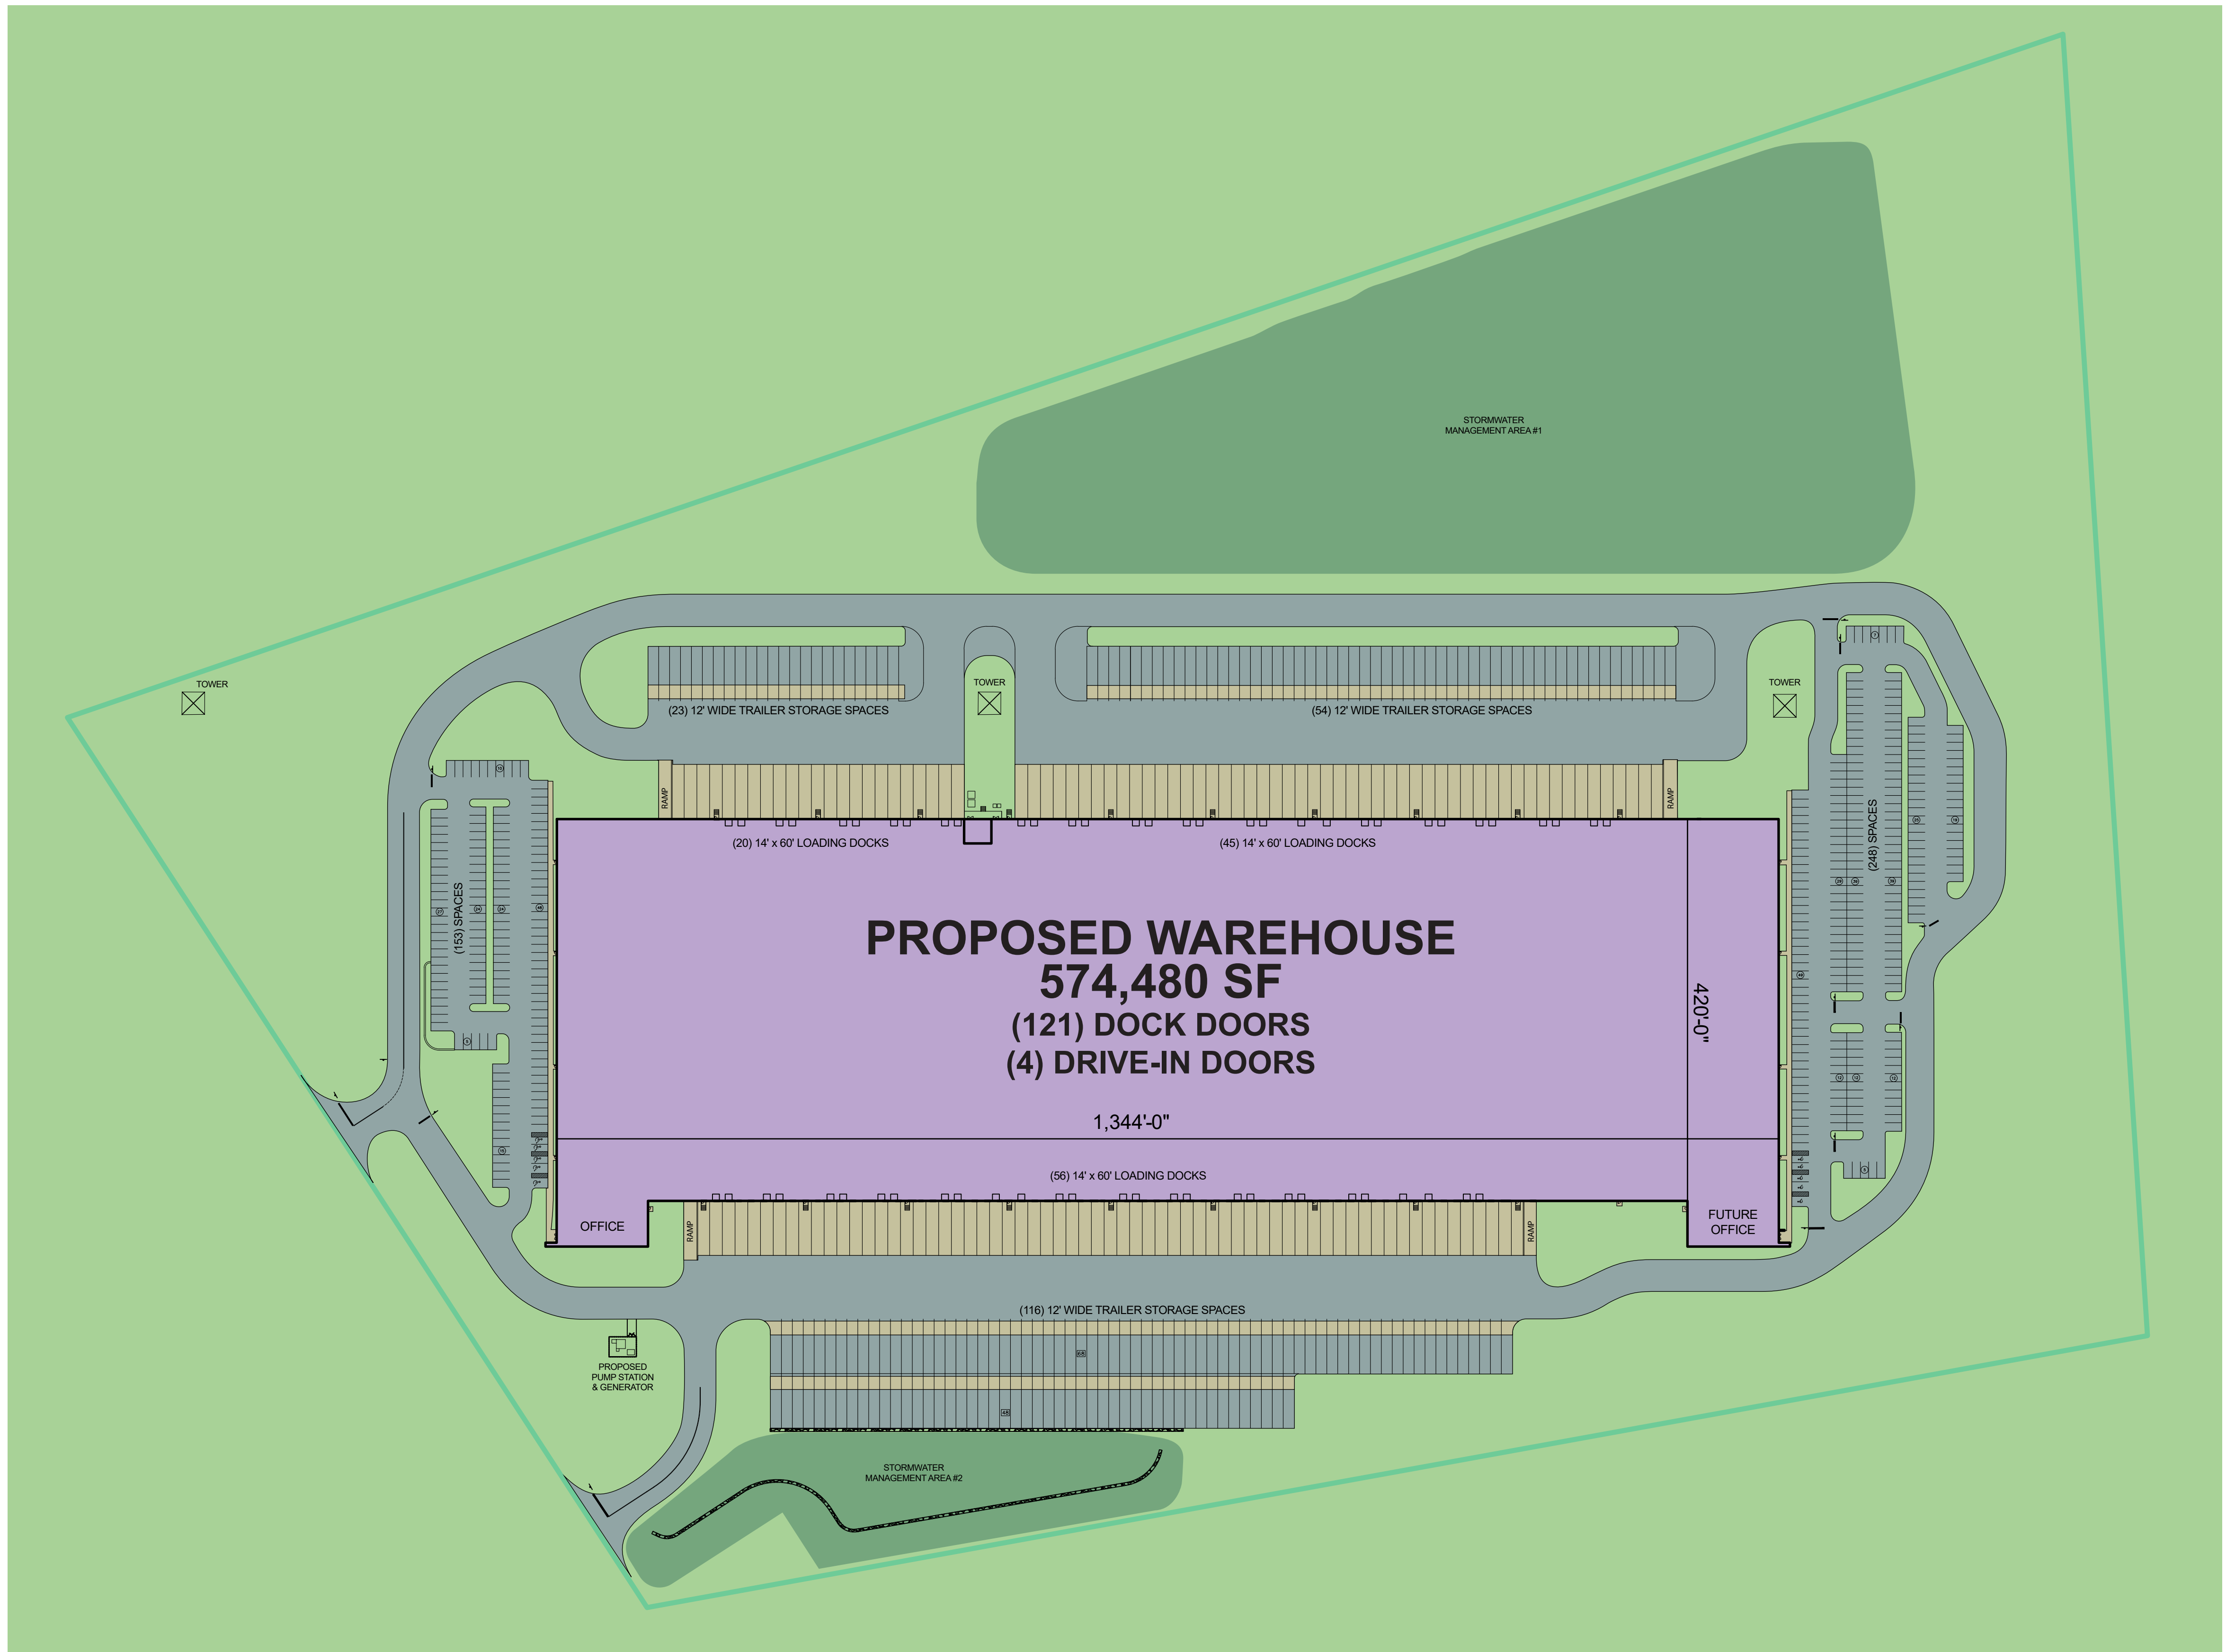 STORMWATER
MANAGEMENT AREA #1
TOWER
TOWER
TOWER
(23) 12' WIDE TRAILER STORAGE SPACES
(54) 12' WIDE TRAILER STORAGE SPACES
RAMP
RAMP
(20) 14' x 60' LOADING DOCKS
(45) 14' x 60' LOADING DOCKS
(153) SPACES
(248) SPACES
PROPOSED WAREHOUSE
574,480 SF
(121) DOCK DOORS
(4) DRIVE-IN DOORS
420'-0"
1,344'-0"
(56) 14' x 60' LOADING DOCKS
OFFICE
FUTURE
OFFICE
RAMP
RAMP
(116) 12' WIDE TRAILER STORAGE SPACES
PROPOSED
PUMP STATION
& GENERATOR
68
48
STORMWATER
MANAGEMENT AREA #2